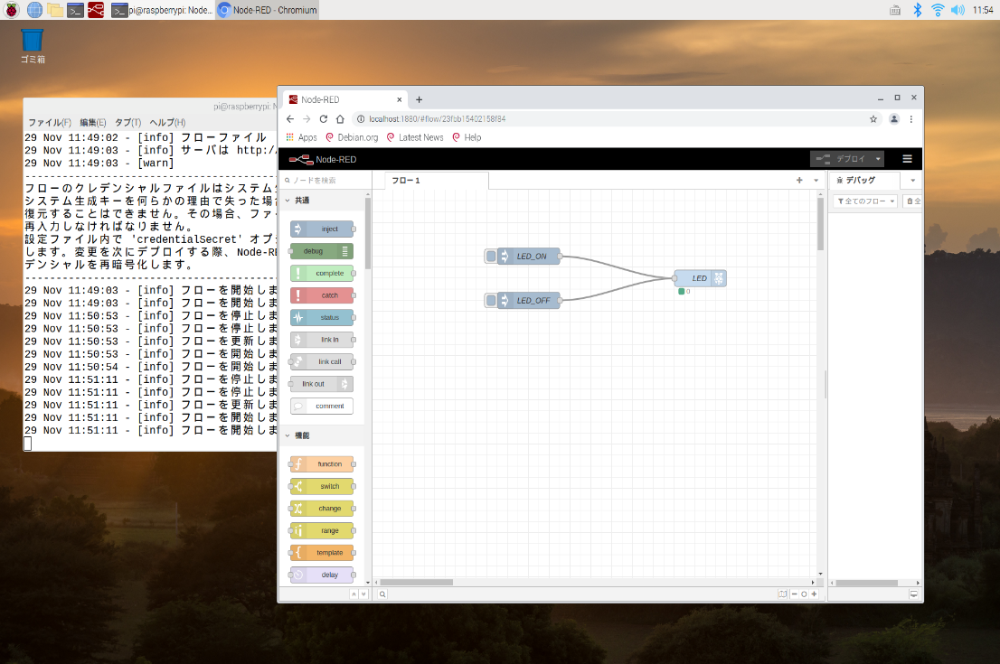 pi@raspberrypi: Node...
Node-RED - Chromium
11:54
ゴミ箱
pi@raspberrypi: N
ファイル(F) 編集(E) タブ(T) ヘルプ(H)
29 Nov 11:49:02 - [info] フローファイル
29 Nov 11:49:03 - [info] サーバは http:/
29 Nov 11:49:03 - [warn]
---------------------------------------
フローのクレデンシャルファイルはシステム
システム生成キーを何らかの理由で失った場
復元することはできません。その場合、ファ
再入力しなければなりません。
設定ファイル内で 'credentialSecret' オプ
します。変更を次にデプロイする際、Node-R
デンシャルを再暗号化します。
---------------------------------------
29 Nov 11:49:03 - [info] フローを開始しま
29 Nov 11:49:03 - [info] フローを開始しま
29 Nov 11:50:53 - [info] フローを停止しま
29 Nov 11:50:53 - [info] フローを停止しま
29 Nov 11:50:53 - [info] フローを更新しま
29 Nov 11:50:53 - [info] フローを開始しま
29 Nov 11:50:54 - [info] フローを開始しま
29 Nov 11:51:11 - [info] フローを停止しま
29 Nov 11:51:11 - [info] フローを停止しま
29 Nov 11:51:11 - [info] フローを更新しま
29 Nov 11:51:11 - [info] フローを開始しま
29 Nov 11:51:11 - [info] フローを開始しま
Node-RED
localhost:1880/#flow/23fbb15402158f84
Apps Debian.org Latest News Help
Node-RED
デプロイ
ノードを検索
共通
inject
debug
complete
catch
status
link in
link call
link out
comment
機能
function
switch
change
range
template
delay
フロー 1
LED_ON
LED_OFF
LED
0
デバッグ
全てのフロー
全